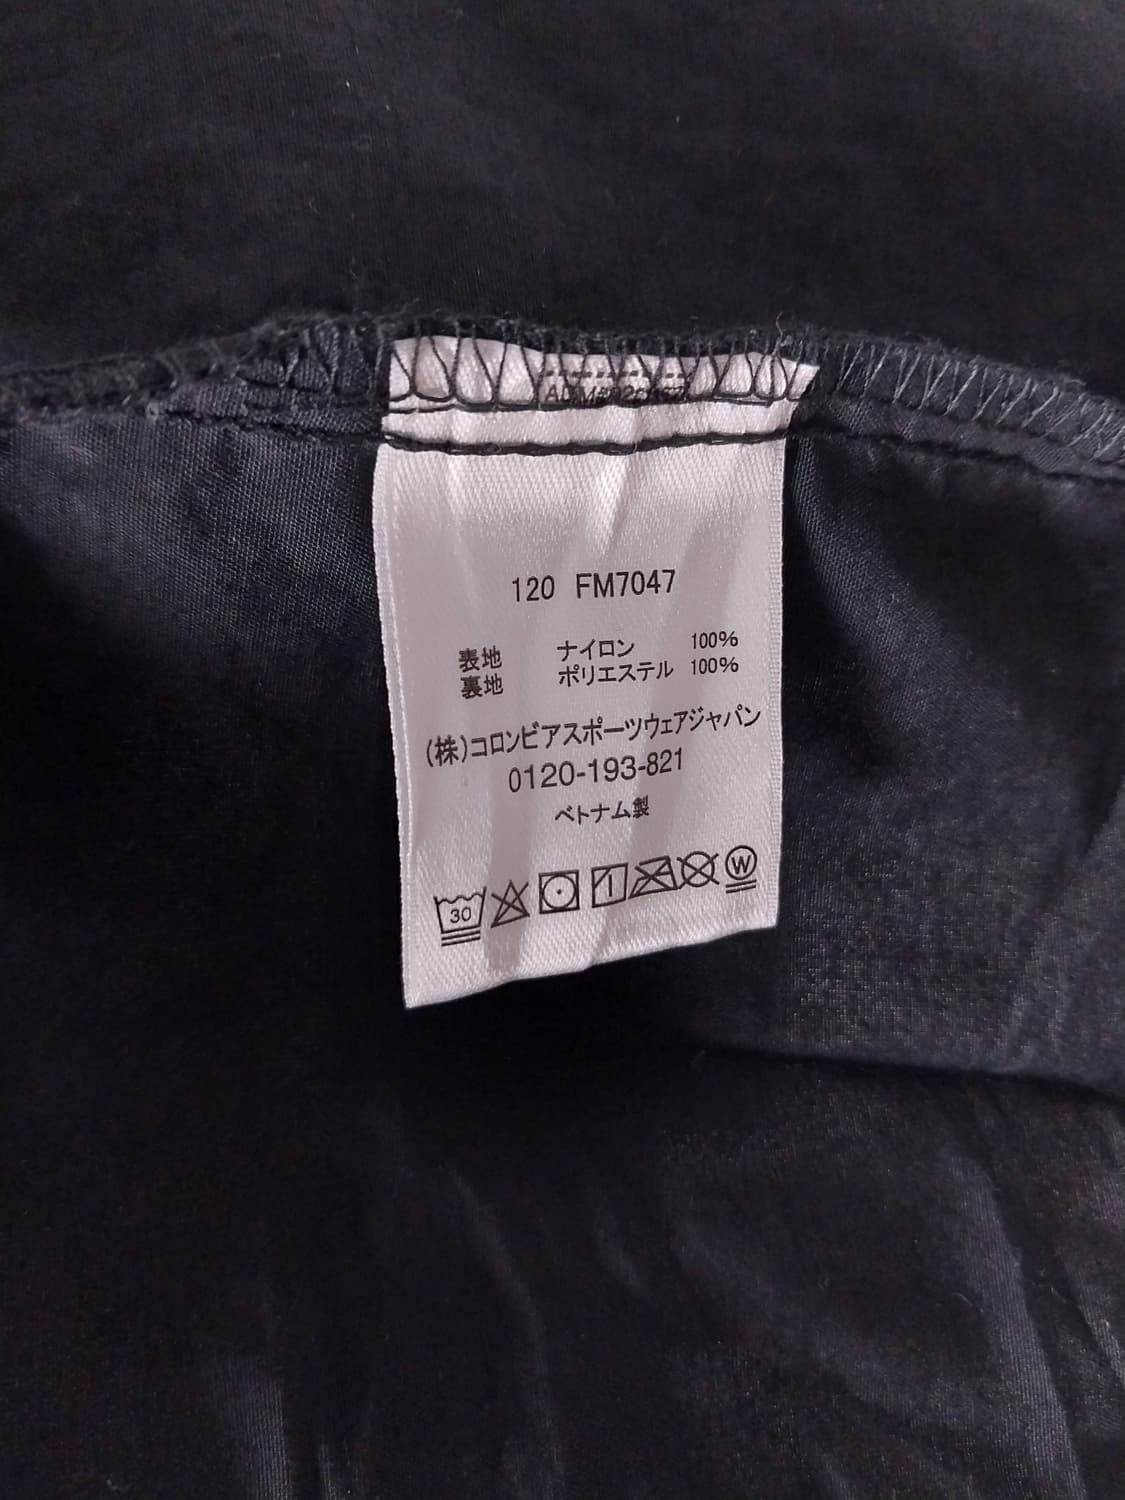 120 FM7047
表地 ナイロン 100%
裏地 ポリエステル 100%
(株)コロンビアスポーツウェアジャパン
0120-193-821
ベトナム製
30
W